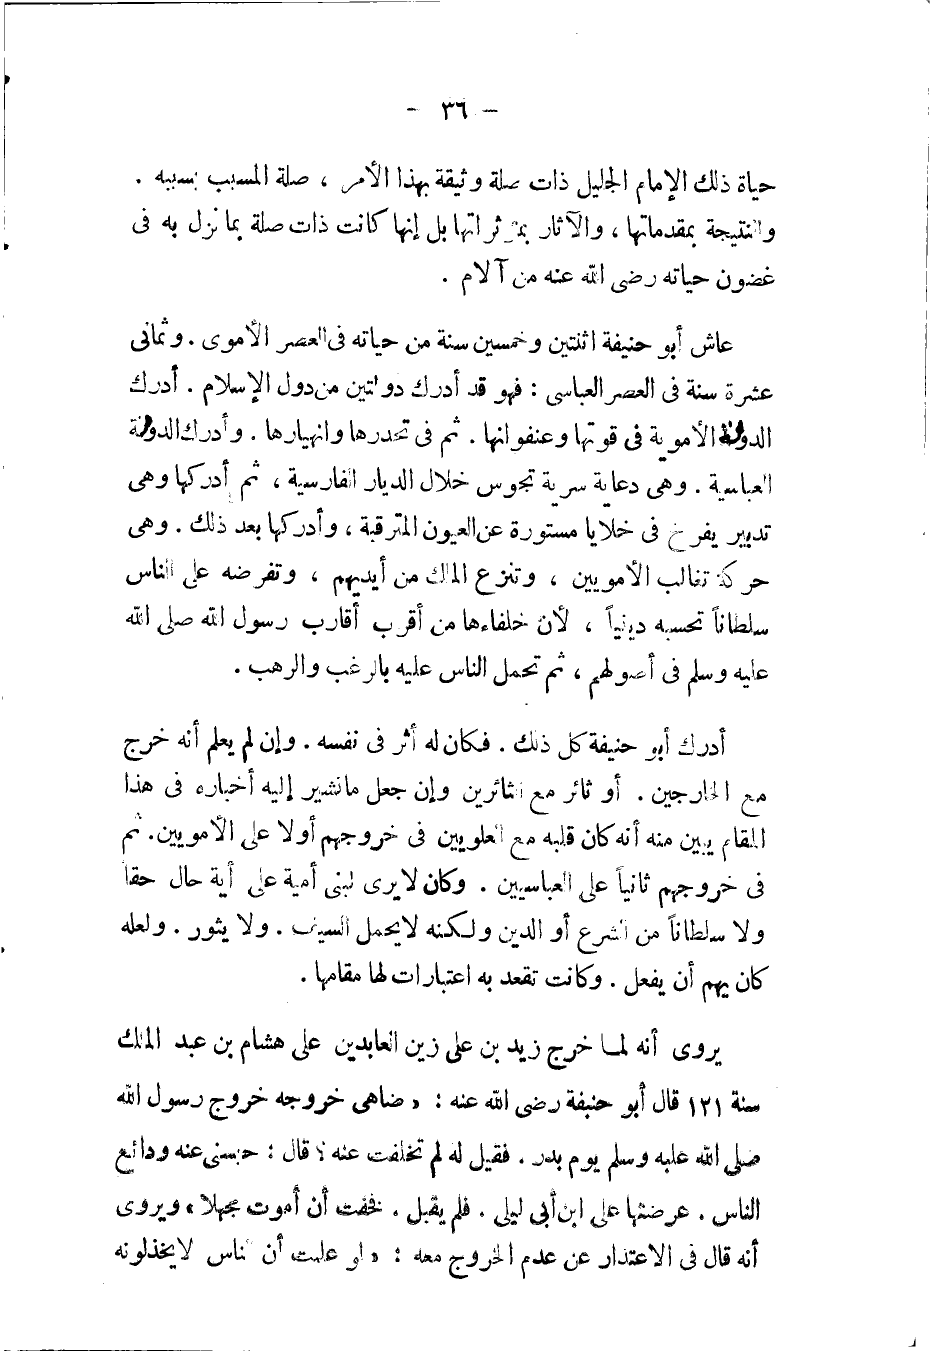 — ٣٦ —
حياة ذلك الإمام الجليل ذات صلة وثيقة بهذا الأمر ، صلة المسبب بسببه .
والنتيجة بمقدماتها ، والآثار بمؤثراتها بل إنها كانت ذات صلة بما نزل به فى
غضون حياته رضى الله عنه من آلام .
عاش أبو حنيفة اثنتين وخمسين سنة من حياته فى العصر الأموى . وثمانى
عشرة سنة فى العصر العباسى : فهو قد أدرك دولتين من دول الإسلام . أدرك
الدولة الأموية فى قوتها وعنفوانها . ثم فى تحدرها وانهيارها . وأدرك الدولة
العباسية . وهى دعاية سرية تجوس خلال الديار الفارسية ، ثم أدركها وهى
تدبير يفرخ فى خلايا مستورة عن العيون المترقبة ، وأدركها بعد ذلك . وهى
حركة تغالب الأمويين ، وتنزع الملك من أيديهم ، وتفرضه على الناس
سلطاناً تحسبه دينياً ، لأن خلفاءها من أقرب أقارب رسول الله صلى الله
عليه وسلم فى أصولهم ، ثم تحمل الناس عليه بالرغب والرهب .
أدرك أبو حنيفة كل ذلك . فكان له أثر فى نفسه . وإن لم يعلم أنه خرج
مع الخارجين . أو ثار مع الثائرين وإن جعل ما نشير إليه أخباره فى هذا
المقام يبين منه أنه كان قلبه مع العلويين فى خروجهم أولا على الأمويين . ثم
فى خروجهم ثانياً على العباسيين . وكان لا يرى لبنى أمية على أية حال حقا
ولا سلطاناً من الشرع أو الدين ولكنه لا يحمل السيف . ولا يثور . ولعله
كان يهم أن يفعل . وكانت تقعد به اعتبارات لها مقامها .
يروى أنه لما خرج زيد بن على زين العابدين على هشام بن عبد الملك
سنة ١٢١ قال أبو حنيفة رضى الله عنه : « ضاهى خروجه خروج رسول الله
صلى الله عليه وسلم يوم بدر . فقيل له لم تخلفت عنه ؟ قال : حبسنى عنه ودائع
الناس . عرضتها على ابن أبى ليلى . فلم يقبل . فخفت أن أموت مجهلا » ويروى
أنه قال فى الاعتذار عن عدم الخروج معه : « لو علمت أن الناس لا يخذلونه